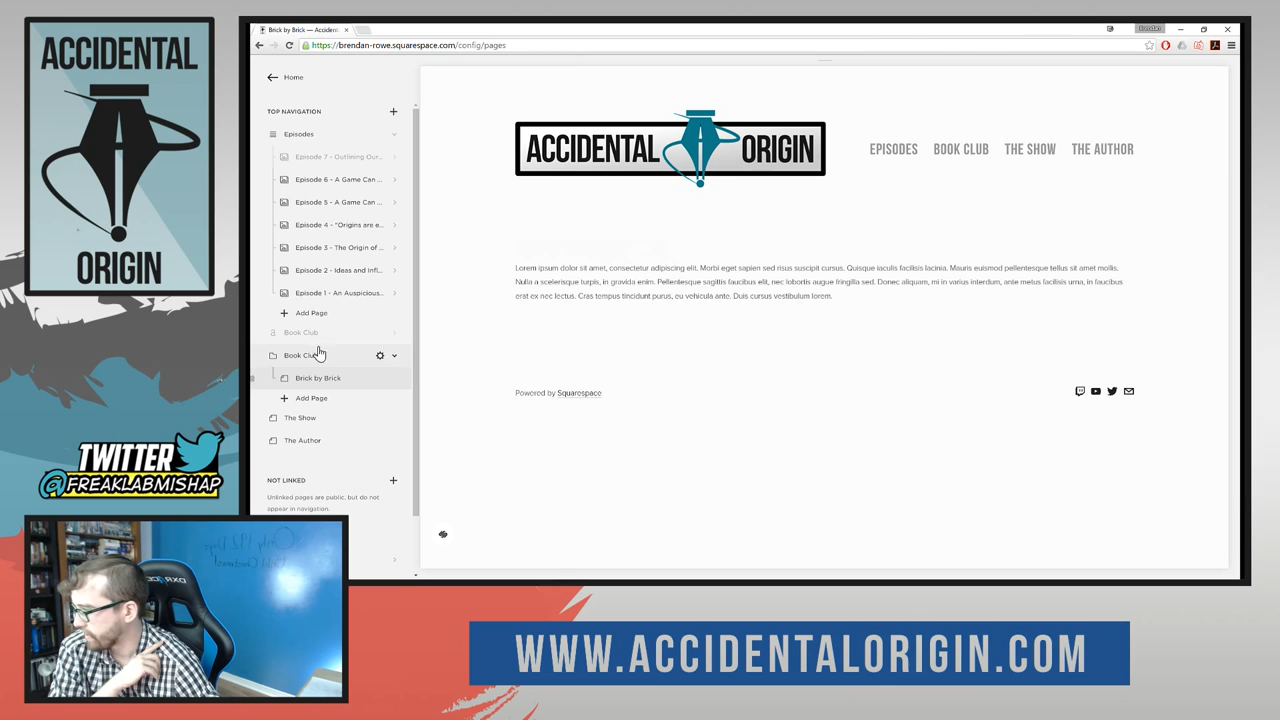 ACCIDENTAL
ORIGIN
TWITTER
@FREAKLABMISHAP
Brick by Brick — Accident
Brendan
https://brendan-rowe.squarespace.com/config/pages
Home
TOP NAVIGATION
Episodes
Episode 7 - Outlining Our...
Episode 6 - A Game Can ...
Episode 5 - A Game Can ...
Episode 4 - "Origins are e...
Episode 3 - The Origin of ...
Episode 2 - Ideas and Infl...
Episode 1 - An Auspicious...
Add Page
Book Club
Book Club
Brick by Brick
Add Page
The Show
The Author
NOT LINKED
Unlinked pages are public, but do not
appear in navigation.
ACCIDENTAL ORIGIN
EPISODES BOOK CLUB THE SHOW THE AUTHOR
Lorem ipsum dolor sit amet, consectetur adipiscing elit. Morbi eget sapien sed risus suscipit cursus. Quisque iaculis facilisis lacinia. Mauris euismod pellentesque tellus sit amet mollis.
Nulla a scelerisque turpis, in gravida enim. Pellentesque sagittis faucibus elit, nec lobortis augue fringilla sed. Donec aliquam, mi in varius interdum, ante metus facilisis urna, in faucibus
erat ex nec lectus. Cras tempus tincidunt purus, eu vehicula ante. Duis cursus vestibulum lorem.
Powered by Squarespace
WWW.ACCIDENTALORIGIN.COM